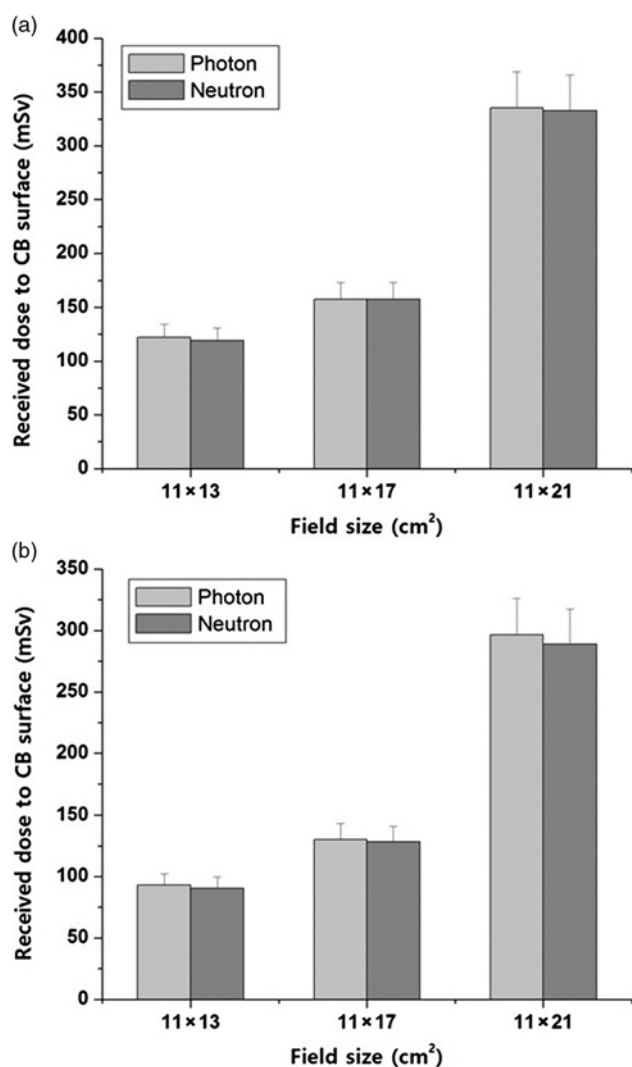 (a)
400
350
300
250
200
150
100
50
0
Received dose to CB surface (mSv)
Photon
Neutron
11×13
11×17
11×21
Field size (cm²)
(b)
350
300
250
200
150
100
50
0
Received dose to CB surface (mSv)
Photon
Neutron
11×13
11×17
11×21
Field size (cm²)